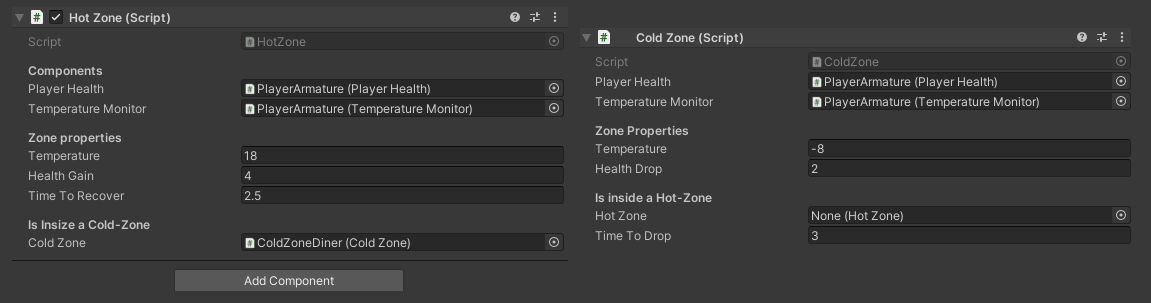 Hot Zone (Script)
Script HotZone
Components
Player Health PlayerArmature (Player Health)
Temperature Monitor PlayerArmature (Temperature Monitor)
Zone properties
Temperature 18
Health Gain 4
Time To Recover 2.5
Is Insize a Cold-Zone
Cold Zone ColdZoneDiner (Cold Zone)
Add Component
Cold Zone (Script)
Script ColdZone
Player Health PlayerArmature (Player Health)
Temperature Monitor PlayerArmature (Temperature Monitor)
Zone Properties
Temperature -8
Health Drop 2
Is inside a Hot-Zone
Hot Zone None (Hot Zone)
Time To Drop 3